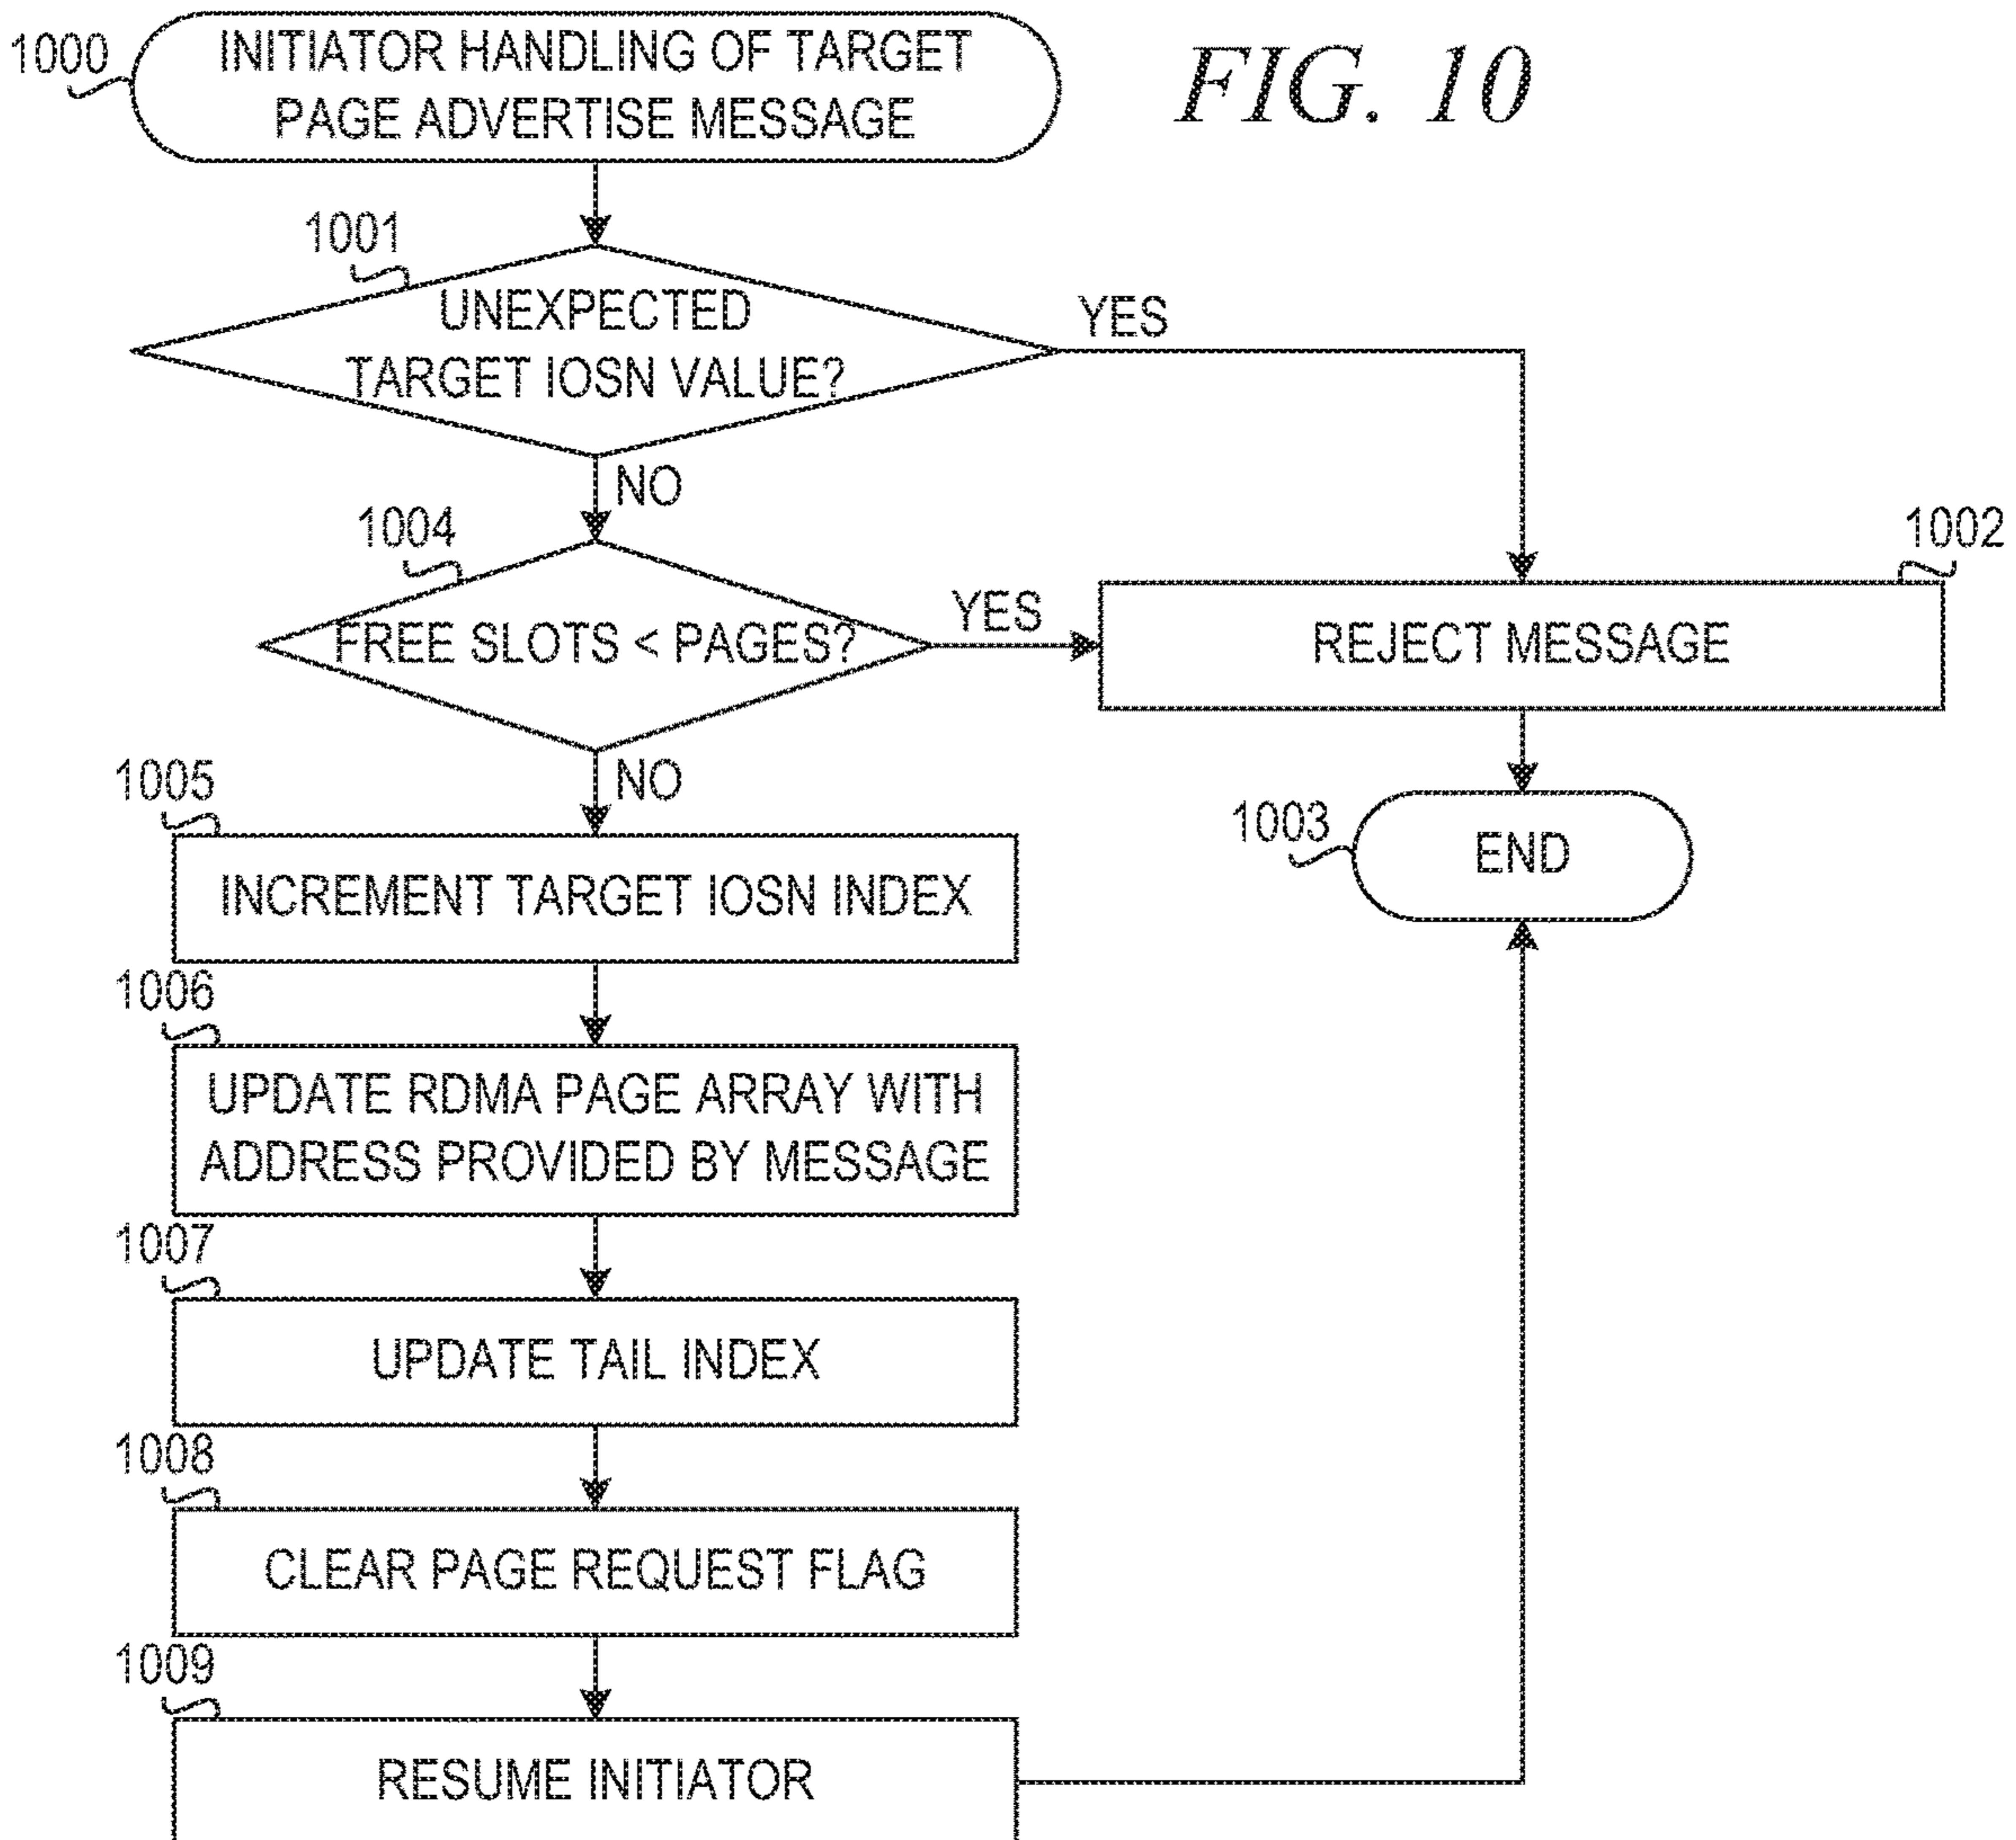 FIG. 10
1000
INITIATOR HANDLING OF TARGET
PAGE ADVERTISE MESSAGE
1001
UNEXPECTED
TARGET IOSN VALUE?
YES
NO
1004
FREE SLOTS < PAGES?
YES
1002
REJECT MESSAGE
NO
1003
END
1005
INCREMENT TARGET IOSN INDEX
1006
UPDATE RDMA PAGE ARRAY WITH
ADDRESS PROVIDED BY MESSAGE
1007
UPDATE TAIL INDEX
1008
CLEAR PAGE REQUEST FLAG
1009
RESUME INITIATOR